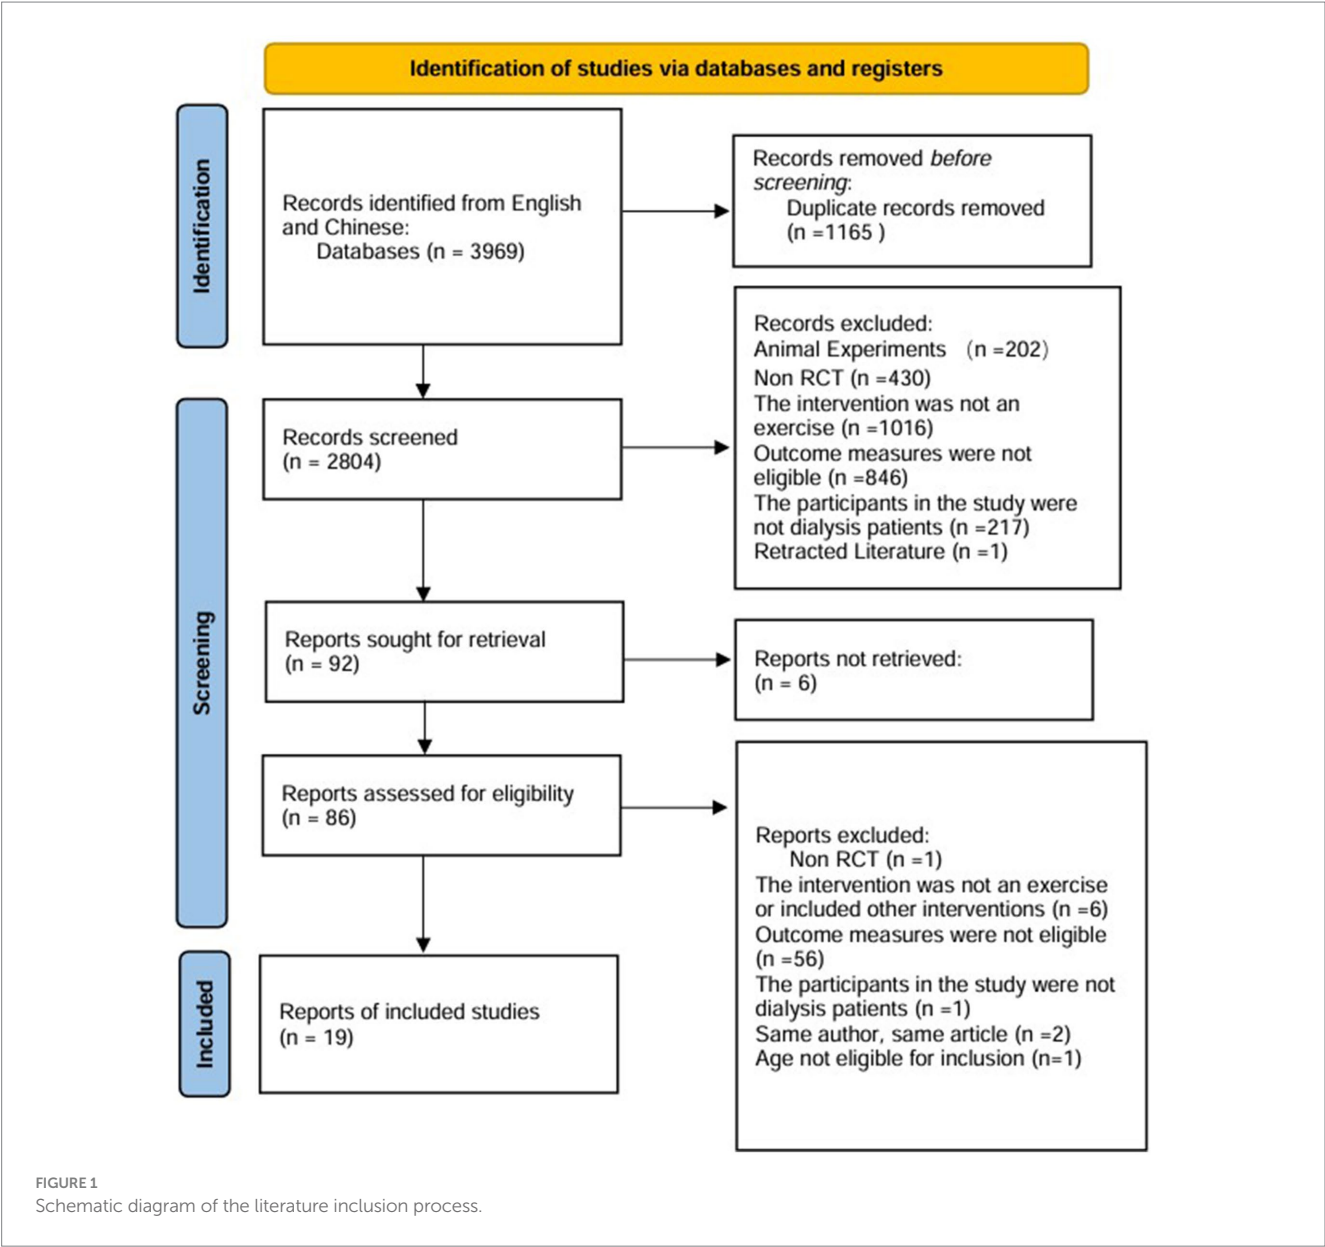 Identification of studies via databases and registers
Identification
Records identified from English
and Chinese:
Databases (n = 3969)
Records removed before
screening:
Duplicate records removed
(n =1165 )
Screening
Records screened
(n = 2804)
Records excluded:
Animal Experiments (n =202)
Non RCT (n =430)
The intervention was not an
exercise (n =1016)
Outcome measures were not
eligible (n =846)
The participants in the study were
not dialysis patients (n =217)
Retracted Literature (n =1)
Reports sought for retrieval
(n = 92)
Reports not retrieved:
(n = 6)
Reports assessed for eligibility
(n = 86)
Reports excluded:
Non RCT (n =1)
The intervention was not an exercise
or included other interventions (n =6)
Outcome measures were not eligible
(n =56)
The participants in the study were not
dialysis patients (n =1)
Same author, same article (n =2)
Age not eligible for inclusion (n=1)
Included
Reports of included studies
(n = 19)
FIGURE 1
Schematic diagram of the literature inclusion process.